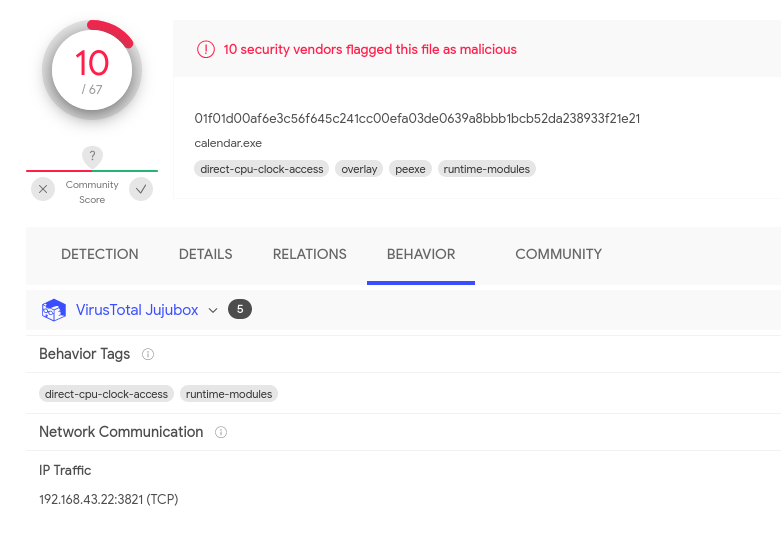 10
/ 67
?
Community
Score
10 security vendors flagged this file as malicious
01f01d00af6e3c56f645c241cc00efa03de0639a8bbb1bcb52da238933f21e21
calendar.exe
direct-cpu-clock-access overlay peexe runtime-modules
DETECTION DETAILS RELATIONS BEHAVIOR COMMUNITY
VirusTotal Jujubox 5
Behavior Tags
direct-cpu-clock-access runtime-modules
Network Communication
IP Traffic
192.168.43.22:3821 (TCP)